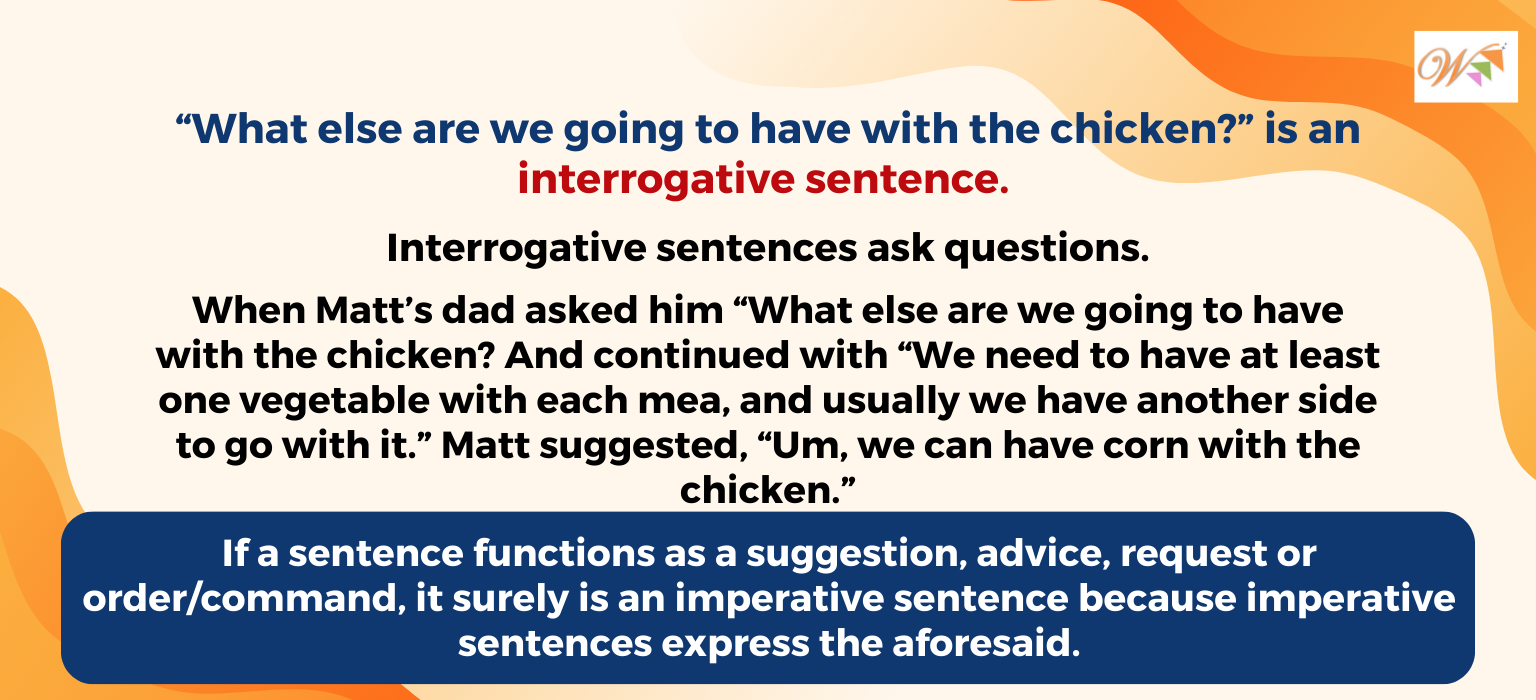 “What else are we going to have with the chicken?” is an
interrogative sentence.
Interrogative sentences ask questions.
When Matt’s dad asked him “What else are we going to have
with the chicken? And continued with “We need to have at least
one vegetable with each mea, and usually we have another side
to go with it.” Matt suggested, “Um, we can have corn with the
chicken.”
If a sentence functions as a suggestion, advice, request or
order/command, it surely is an imperative sentence because imperative
sentences express the aforesaid.
W